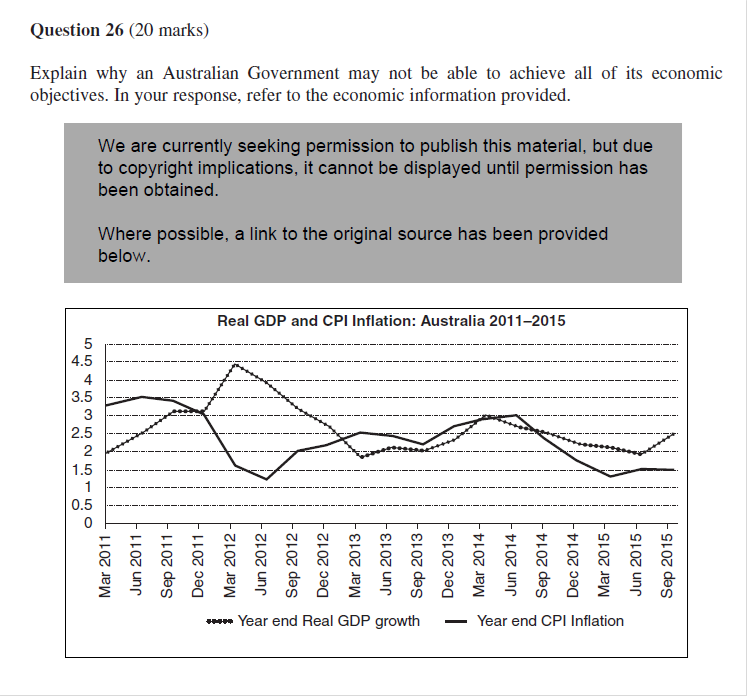 Question 26 (20 marks)
Explain why an Australian Government may not be able to achieve all of its economic
objectives. In your response, refer to the economic information provided.
We are currently seeking permission to publish this material, but due
to copyright implications, it cannot be displayed until permission has
been obtained.
Where possible, a link to the original source has been provided
below.
Real GDP and CPI Inflation: Australia 2011–2015
5
4.5
4
3.5
3
2.5
2
1.5
1
0.5
0
Mar 2011
Jun 2011
Sep 2011
Dec 2011
Mar 2012
Jun 2012
Sep 2012
Dec 2012
Mar 2013
Jun 2013
Sep 2013
Dec 2013
Mar 2014
Jun 2014
Sep 2014
Dec 2014
Mar 2015
Jun 2015
Sep 2015
Year end Real GDP growth
Year end CPI Inflation